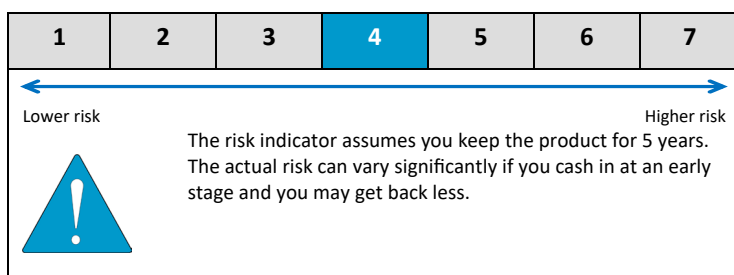 1 2 3 4 5 6 7
Lower risk Higher risk
The risk indicator assumes you keep the product for 5 years.
The actual risk can vary significantly if you cash in at an early
stage and you may get back less.